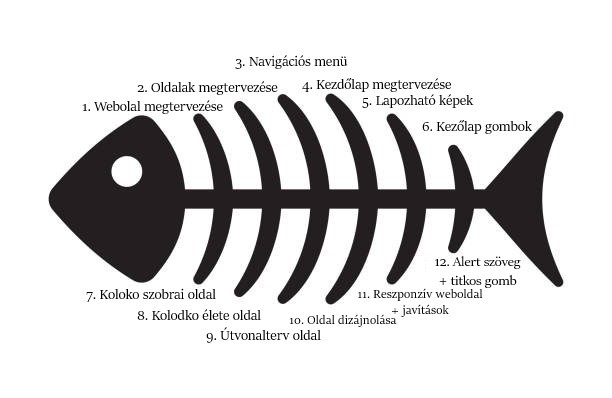 3. Navigációs menü
2. Oldalak megtervezése
4. Kezdőlap megtervezése
1. Webolal megtervezése
5. Lapozható képek
6. Kezőlap gombok
12. Alert szöveg
+ titkos gomb
7. Koloko szobrai oldal
11. Reszponzív weboldal
+ javítások
8. Kolodko élete oldal
10. Oldal dizájnolása
9. Útvonalterv oldal